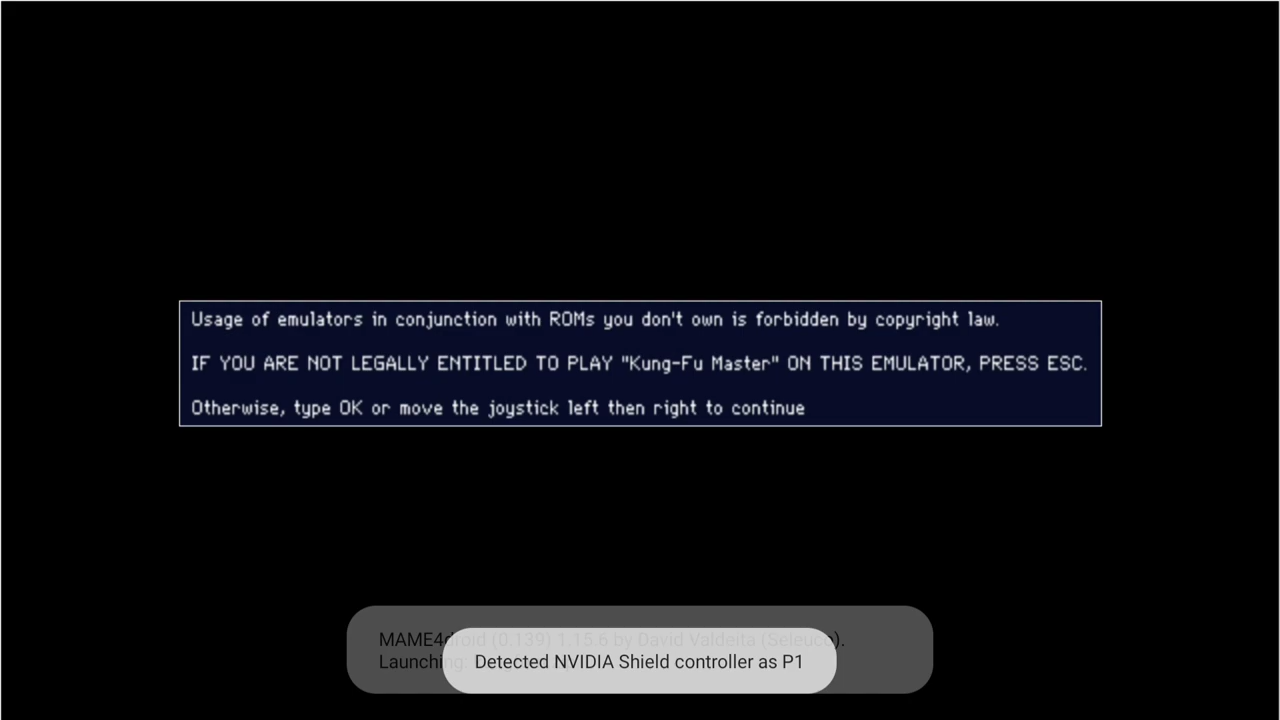 Usage of emulators in conjunction with ROMs you don't own is forbidden by copyright law.
IF YOU ARE NOT LEGALLY ENTITLED TO PLAY "Kung-Fu Master" ON THIS EMULATOR, PRESS ESC.
Otherwise, type OK or move the joystick left then right to continue
MAME4droid (0.139) 1.15.6 by David Valdeita (Seleuco).
Launching
Detected NVIDIA Shield controller as P1